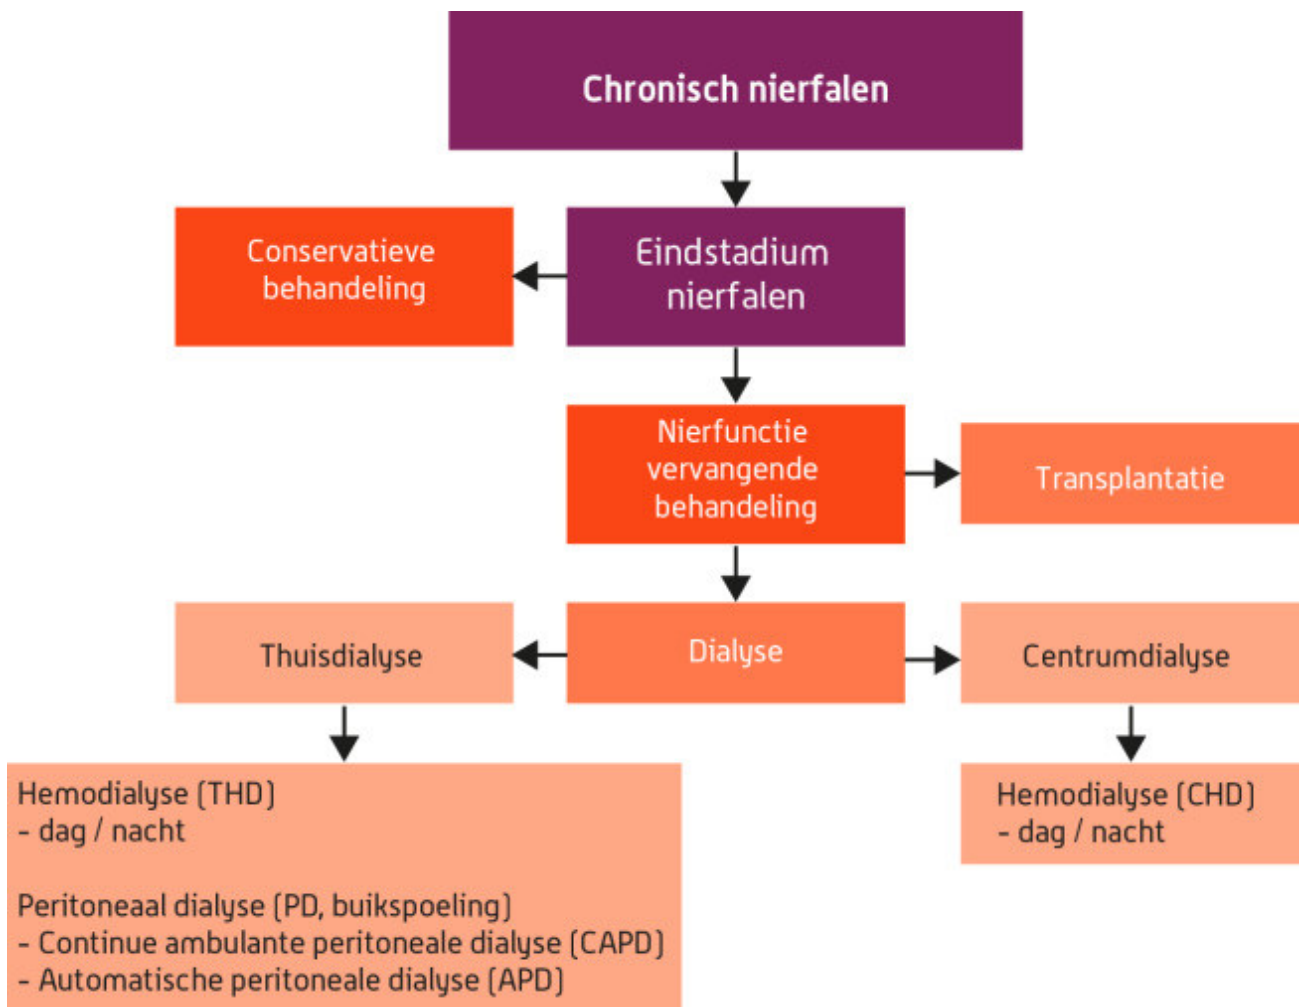 Chronisch nierfalen
Conservatieve
behandeling
Eindstadium
nierfalen
Nierfunctie
vervangende
behandeling
Transplantatie
Thuisdialyse
Dialyse
Centrumdialyse
Hemodialyse (THD)
- dag / nacht
Peritoneaal dialyse (PD, buikspoeling)
- Continue ambulante peritoneale dialyse (CAPD)
- Automatische peritoneale dialyse (APD)
Hemodialyse (CHD)
- dag / nacht